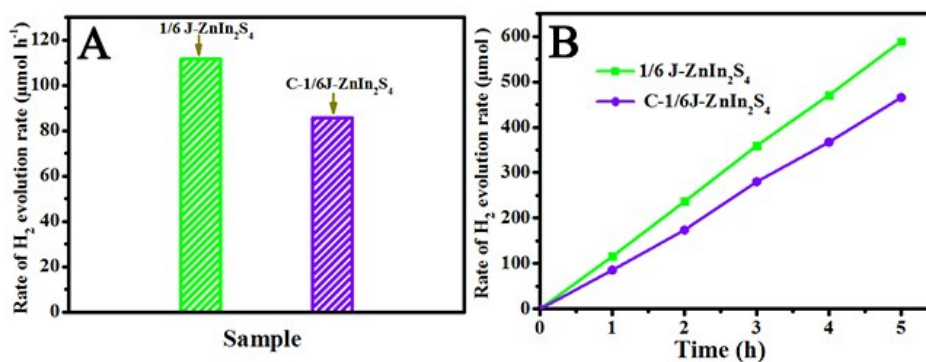 A
1/6 J-ZnIn₂S₄
C-1/6J-ZnIn₂S₄
Rate of H₂ evolution rate (μmol h⁻¹)
120
100
80
60
40
20
0
Sample
B
1/6 J-ZnIn₂S₄
C-1/6J-ZnIn₂S₄
Rate of H₂ evolution rate (μmol )
600
500
400
300
200
100
0
0 1 2 3 4 5
Time (h)